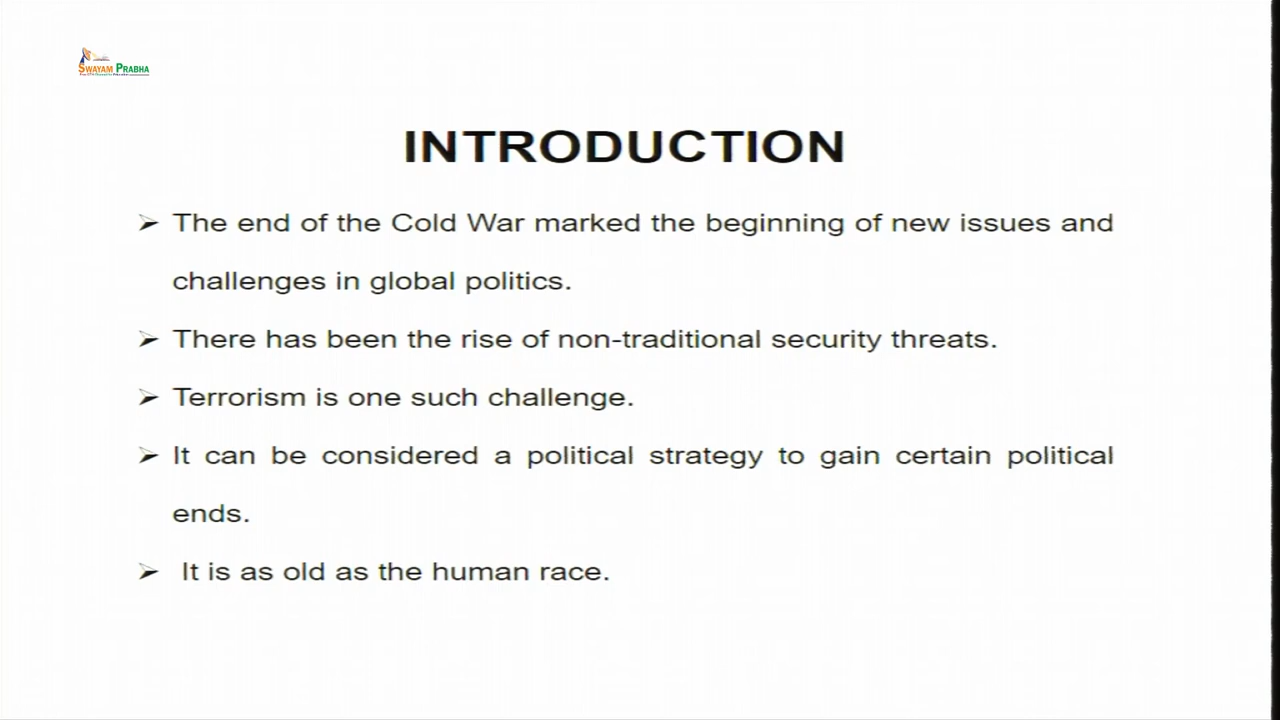 SWAYAM PRABHA
INTRODUCTION
➢ The end of the Cold War marked the beginning of new issues and
challenges in global politics.
➢ There has been the rise of non-traditional security threats.
➢ Terrorism is one such challenge.
➢ It can be considered a political strategy to gain certain political
ends.
➢ It is as old as the human race.